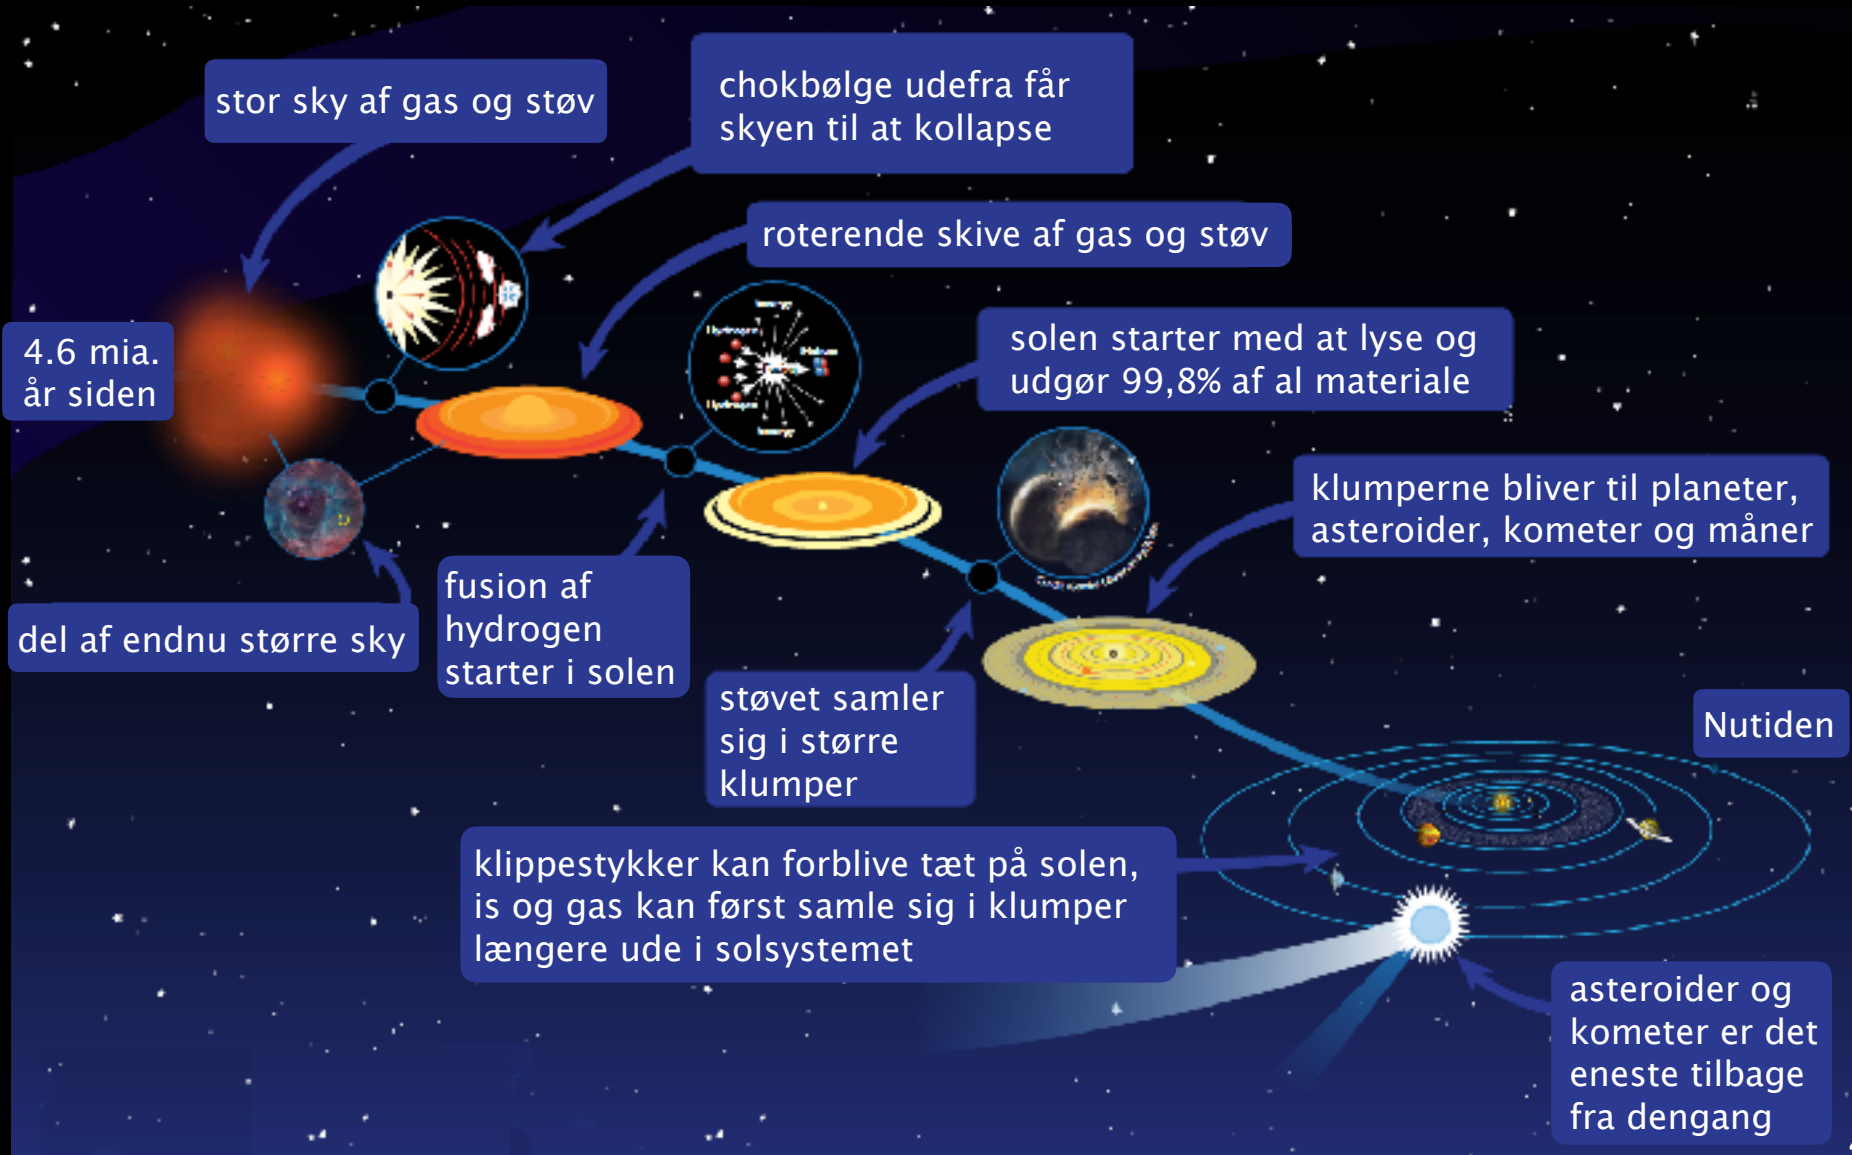 stor sky af gas og støv
chokbølge udefra får
skyen til at kollapse
roterende skive af gas og støv
4.6 mia.
år siden
Hydrogen
Hydrogen
solen starter med at lyse og
udgør 99,8% af al materiale
klumperne bliver til planeter,
asteroider, kometer og måner
del af endnu større sky
fusion af
hydrogen
starter i solen
støvet samler
sig i større
klumper
Nutiden
klippestykker kan forblive tæt på solen,
is og gas kan først samle sig i klumper
længere ude i solsystemet
asteroider og
kometer er det
eneste tilbage
fra dengang